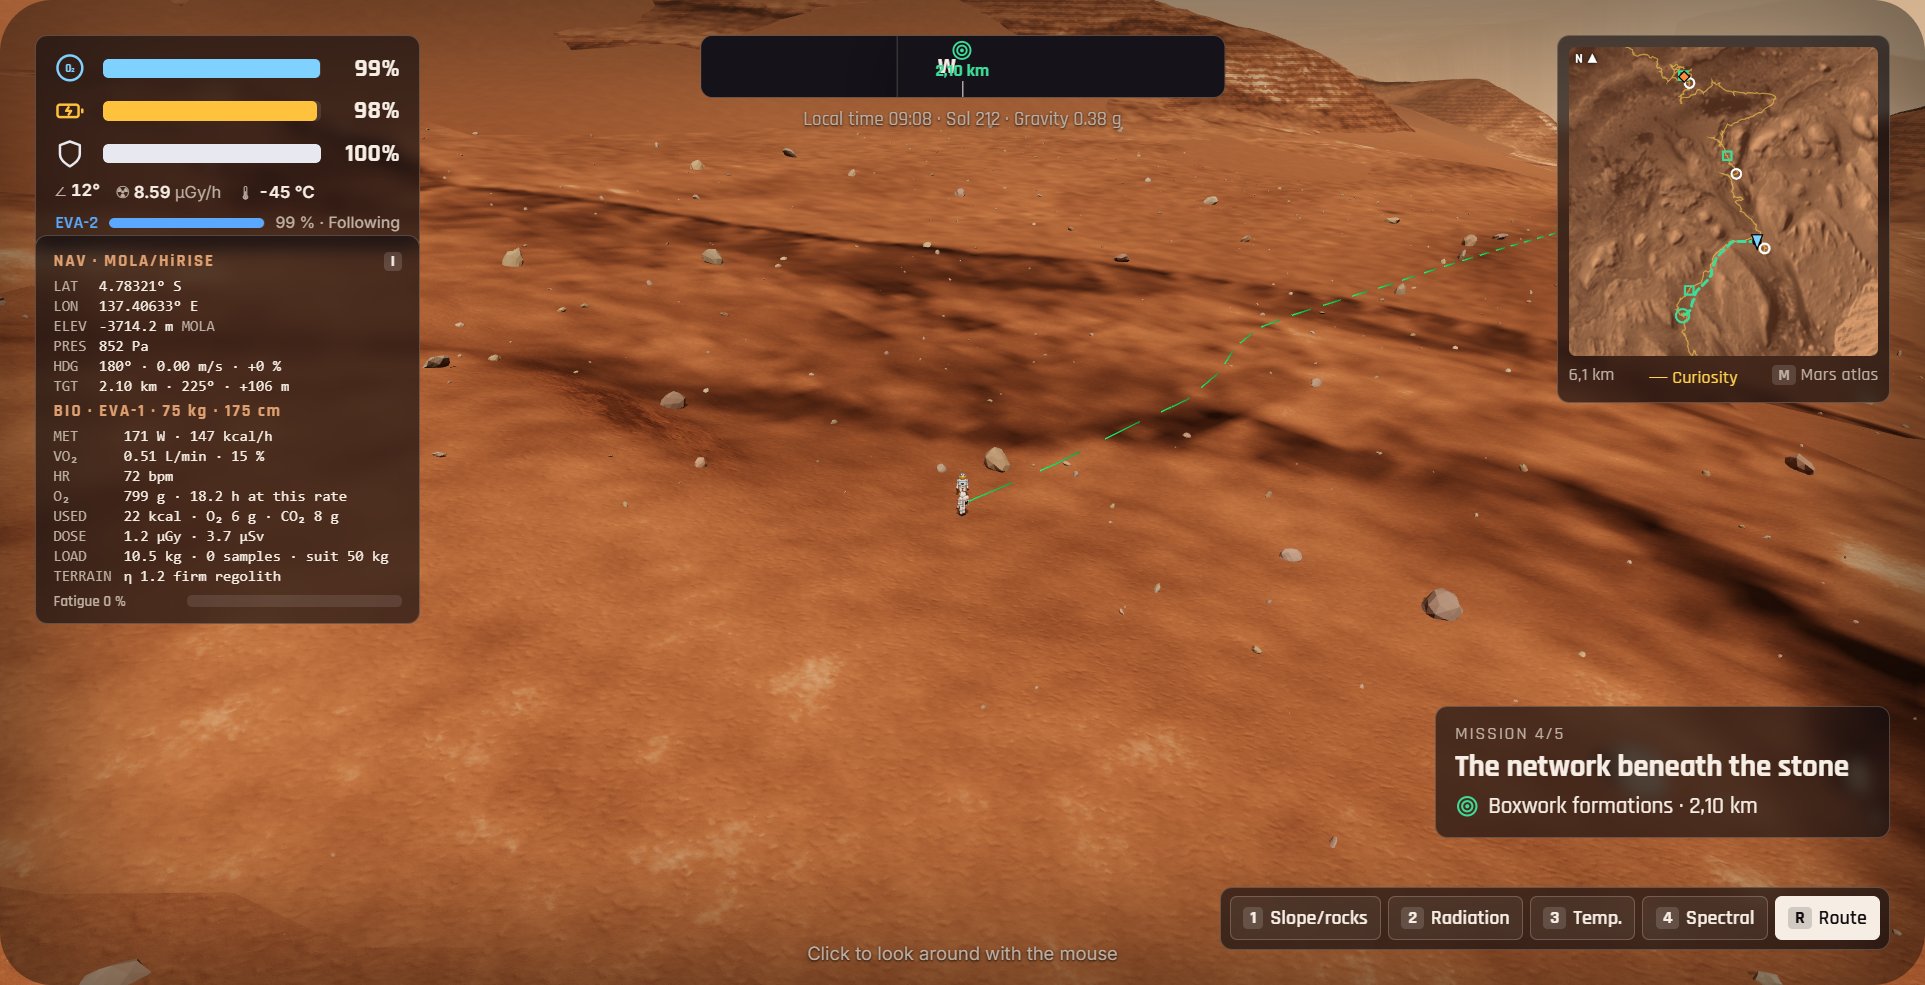 O₂ 99%
98%
100%
∠ 12° 8.59 µGy/h -45 °C
EVA-2 99 % · Following
NAV · MOLA/HiRISE I
LAT 4.78321° S
LON 137.40633° E
ELEV -3714.2 m MOLA
PRES 852 Pa
HDG 180° · 0.00 m/s · +0 %
TGT 2.10 km · 225° · +106 m
BIO · EVA-1 · 75 kg · 175 cm
MET 171 W · 147 kcal/h
VO₂ 0.51 L/min · 15 %
HR 72 bpm
O₂ 799 g · 18.2 h at this rate
USED 22 kcal · O₂ 6 g · CO₂ 8 g
DOSE 1.2 µGy · 3.7 µSv
LOAD 10.5 kg · 0 samples · suit 50 kg
TERRAIN η 1.2 firm regolith
Fatigue 0 %
W
2,10 km
Local time 09:08 · Sol 212 · Gravity 0.38 g
N ▲
6,1 km — Curiosity M Mars atlas
MISSION 4/5
The network beneath the stone
Boxwork formations · 2,10 km
1 Slope/rocks 2 Radiation 3 Temp. 4 Spectral R Route
Click to look around with the mouse